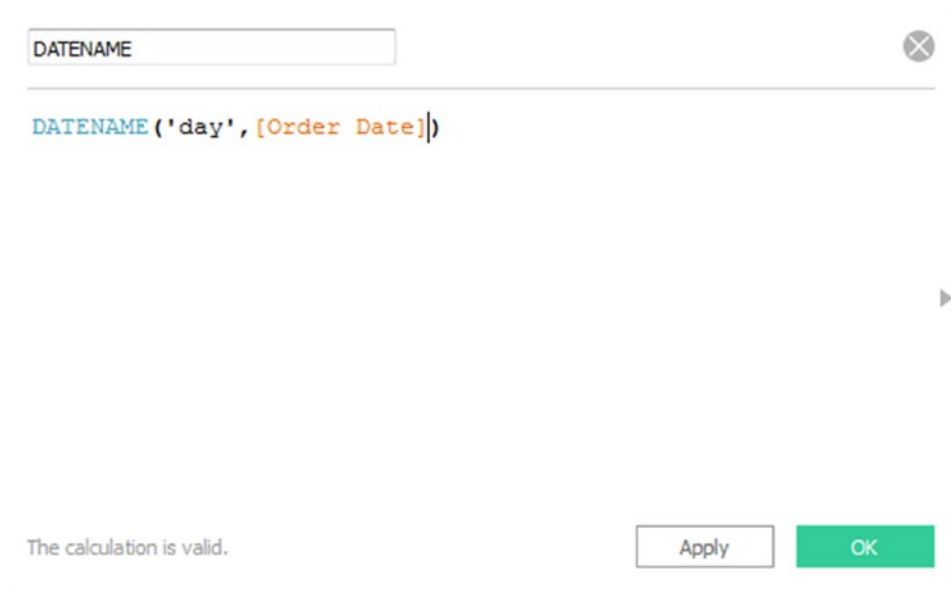 DATENAME
DATENAME('day',[Order Date])
The calculation is valid.
Apply
OK